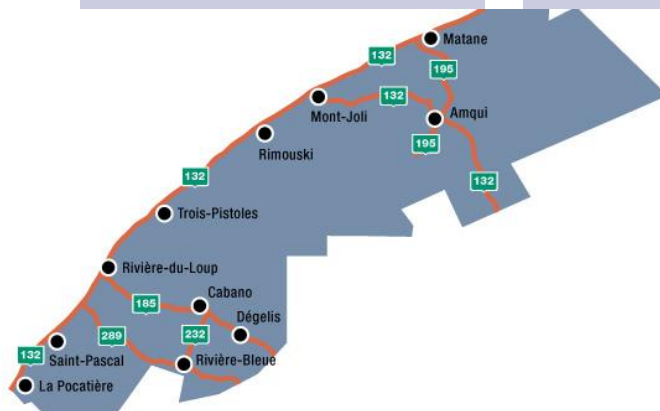 Matane
132
195
132
Mont-Joli
Amqui
Rimouski
195
132
132
Trois-Pistoles
Rivière-du-Loup
Cabano
185
Dégelis
289
232
132
Saint-Pascal
Rivière-Bleue
La Pocatière